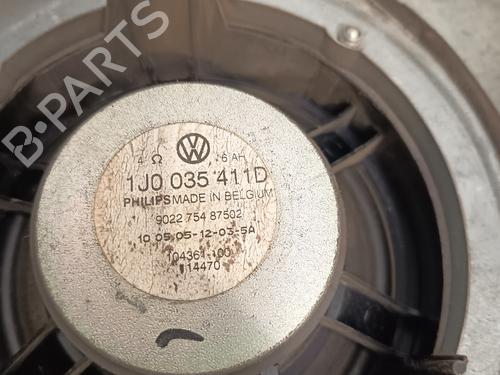 B-PARTS
4 Ω 6 AH
1J0 035 411D
PHILIPS MADE IN BELGIUM
9022 754 87502
10 05 05-12-03-5A
104361 100
14470